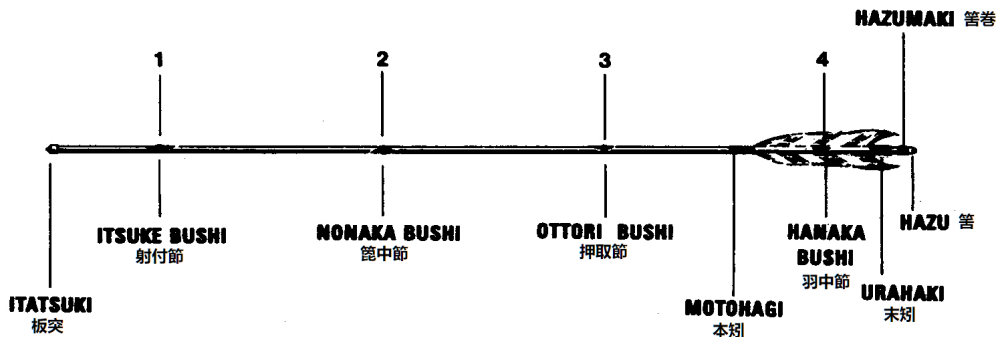 HAZUMAKI 筈巻
1
2
3
4
ITSUKE BUSHI
射付節
NONAKA BUSHI
箆中節
OTTORI BUSHI
押取節
HANAKA
BUSHI
羽中節
HAZU 筈
ITATSUKI
板突
MOTOHAGI
本矧
URAHAKI
末矧